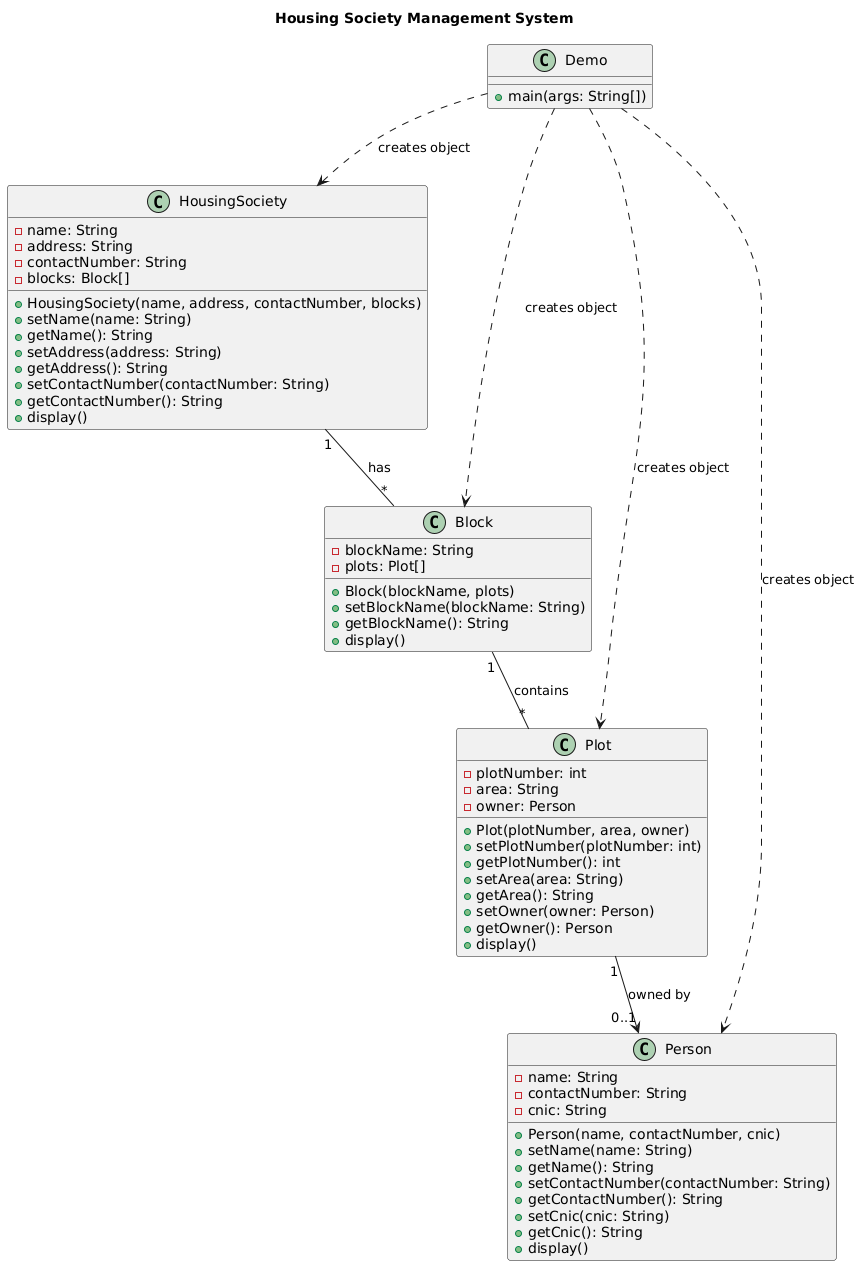 Housing Society Management System
C Demo
main(args: String[])
creates object
C HousingSociety
name: String
address: String
contactNumber: String
blocks: Block[]
HousingSociety(name, address, contactNumber, blocks)
setName(name: String)
getName(): String
setAddress(address: String)
getAddress(): String
setContactNumber(contactNumber: String)
getContactNumber(): String
display()
creates object
1
has
*
creates object
C Block
blockName: String
plots: Plot[]
Block(blockName, plots)
setBlockName(blockName: String)
getBlockName(): String
display()
creates object
1
contains
*
C Plot
plotNumber: int
area: String
owner: Person
Plot(plotNumber, area, owner)
setPlotNumber(plotNumber: int)
getPlotNumber(): int
setArea(area: String)
getArea(): String
setOwner(owner: Person)
getOwner(): Person
display()
1
owned by
0..1
C Person
name: String
contactNumber: String
cnic: String
Person(name, contactNumber, cnic)
setName(name: String)
getName(): String
setContactNumber(contactNumber: String)
getContactNumber(): String
setCnic(cnic: String)
getCnic(): String
display()